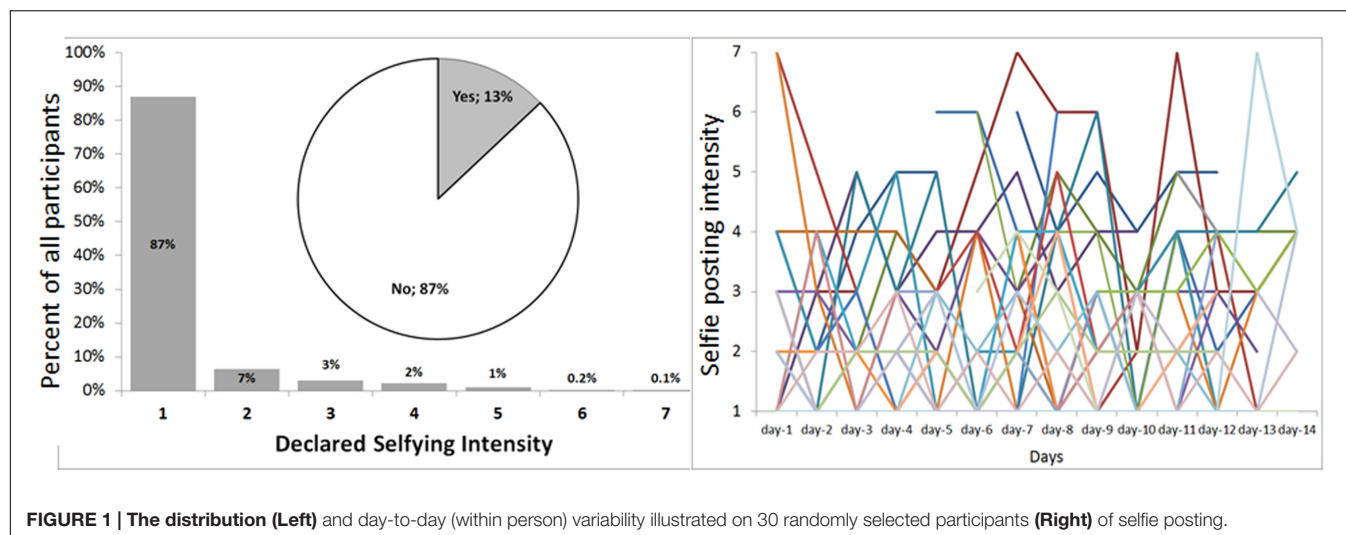 100%
90%
80%
70%
60%
50%
40%
30%
20%
10%
0%
Percent of all participants
87%
7%
3%
2%
1%
0.2%
0.1%
1 2 3 4 5 6 7
Declared Selfying Intensity
Yes; 13%
No; 87%
7
6
5
4
3
2
1
Selfie posting intensity
day-1 day-2 day-3 day-4 day-5 day-6 day-7 day-8 day-9 day-10 day-11 day-12 day-13 day-14
Days
FIGURE 1 | The distribution (Left) and day-to-day (within person) variability illustrated on 30 randomly selected participants (Right) of selfie posting.